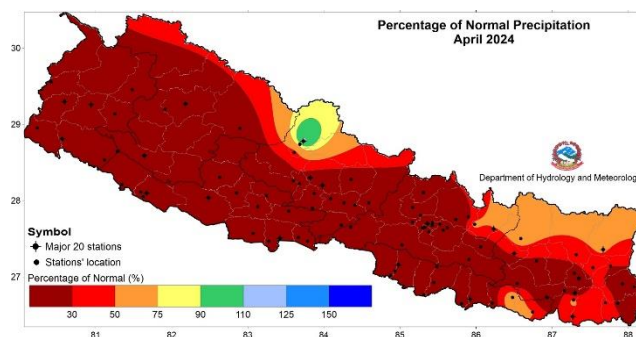 Percentage of Normal Precipitation
April 2024
30
29
28
27
Department of Hydrology and Meteorology
Symbol
Major 20 stations
Stations' location
Percentage of Normal (%)
30 50 75 90 110 125 150
81 82 83 84 85 86 87 88